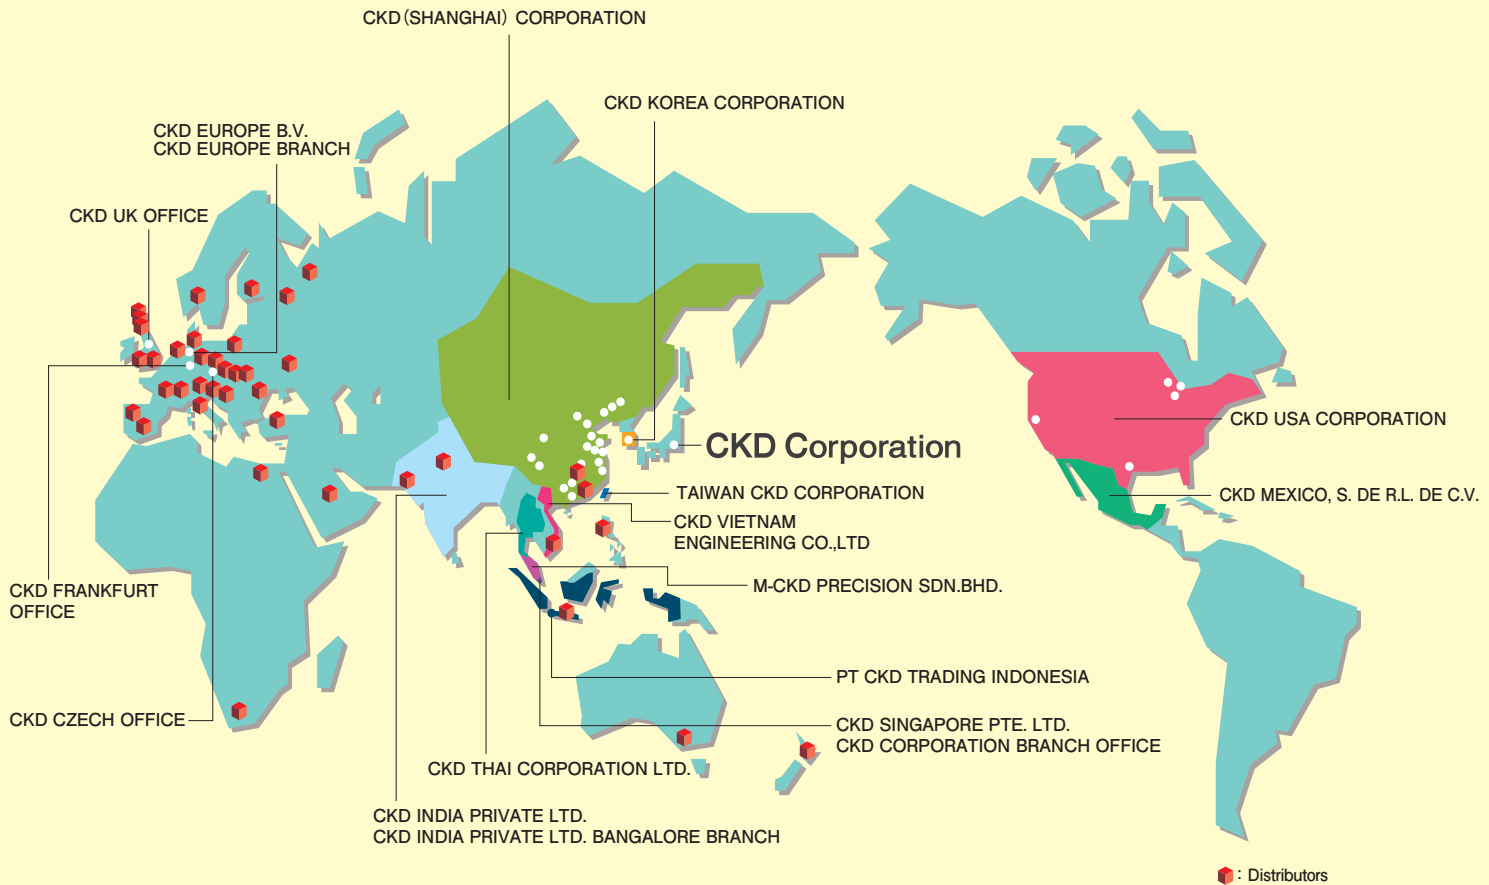 CKD(SHANGHAI) CORPORATION
CKD KOREA CORPORATION
CKD EUROPE B.V.
CKD EUROPE BRANCH
CKD UK OFFICE
CKD USA CORPORATION
CKD Corporation
TAIWAN CKD CORPORATION
CKD MEXICO, S. DE R.L. DE C.V.
CKD VIETNAM
ENGINEERING CO.,LTD
M-CKD PRECISION SDN.BHD.
CKD FRANKFURT
OFFICE
PT CKD TRADING INDONESIA
CKD CZECH OFFICE
CKD SINGAPORE PTE. LTD.
CKD CORPORATION BRANCH OFFICE
CKD THAI CORPORATION LTD.
CKD INDIA PRIVATE LTD.
CKD INDIA PRIVATE LTD. BANGALORE BRANCH
: Distributors